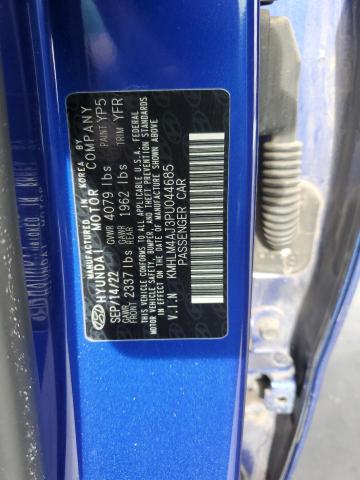 MANUFACTURED IN KOREA BY
HYUNDAI MOTOR COMPANY
SEP/14/22 GVWR 4079 lbs PAINT YP5
GAWR FRONT 2337 lbs GAWR REAR 1962 lbs TRIM YFR
THIS VEHICLE CONFORMS TO ALL APPLICABLE U.S.A. FEDERAL
MOTOR VEHICLE SAFETY, BUMPER, AND THEFT PREVENTION STANDARDS
IN EFFECT ON THE DATE OF MANUFACTURE SHOWN ABOVE.
V.I.N KMHLM4AJ3PU044685
PASSENGER CAR